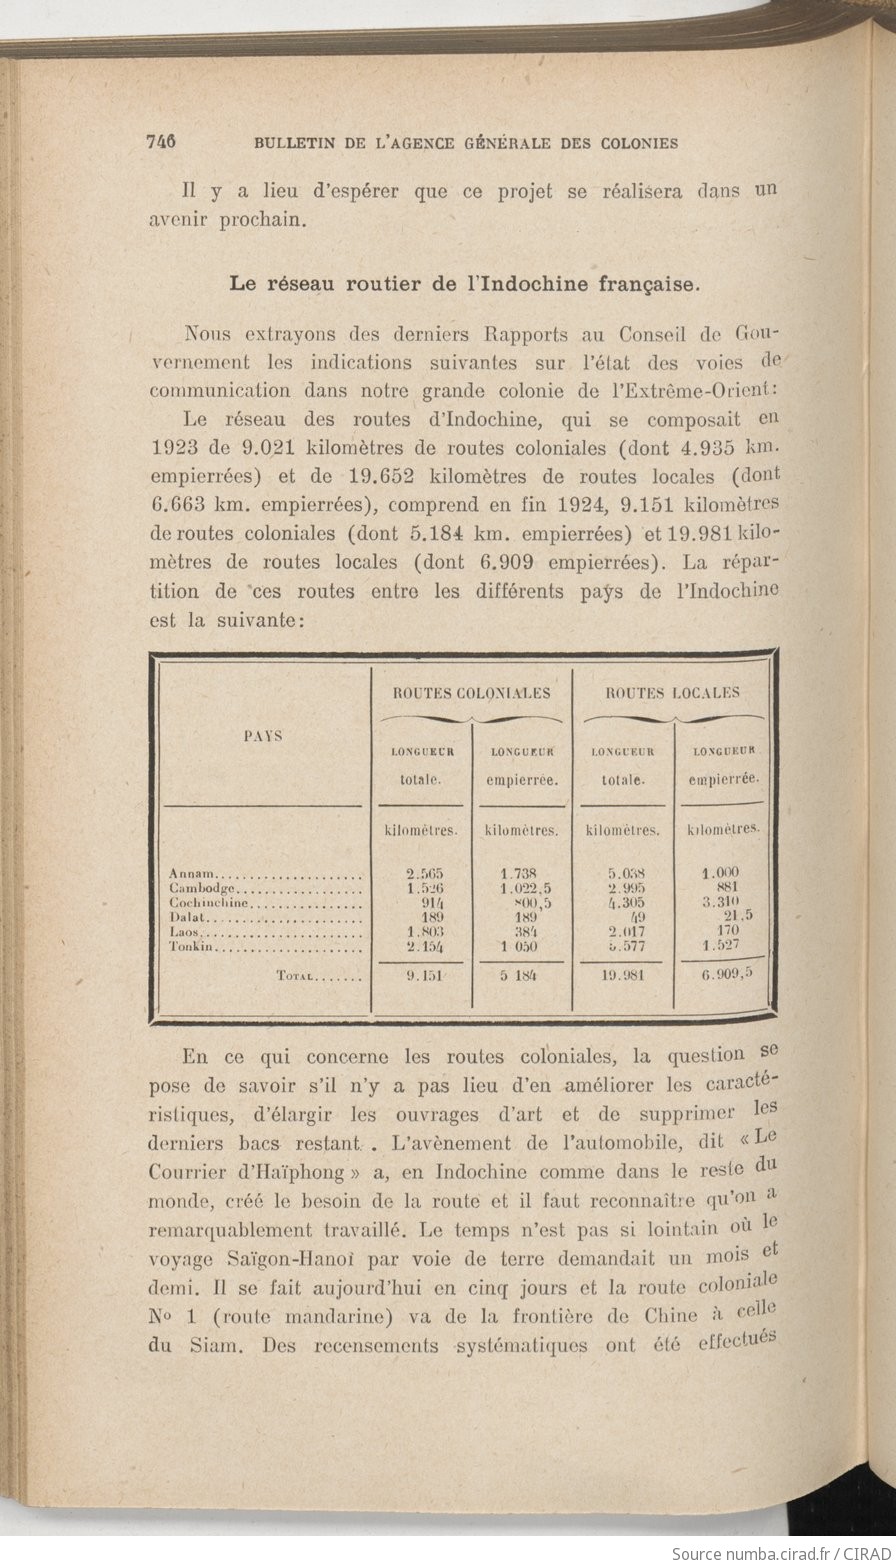 746 BULLETIN DE L'AGENCE GÉNÉRALE DES COLONIES
Il y a lieu d'espérer que ce projet se réalisera dans un
avenir prochain.
Le réseau routier de l'Indochine française.
Nous extrayons des derniers Rapports au Conseil de Gou-
vernement les indications suivantes sur l'état des voies de
communication dans notre grande colonie de l'Extrême-Orient:
Le réseau des routes d'Indochine, qui se composait en
1923 de 9.021 kilomètres de routes coloniales (dont 4.935 km.
empierrées) et de 19.652 kilomètres de routes locales (dont
6.663 km. empierrées), comprend en fin 1924, 9.151 kilomètres
de routes coloniales (dont 5.184 km. empierrées) et 19.981 kilo-
mètres de routes locales (dont 6.909 empierrées). La répar-
tition de ces routes entre les différents pays de l'Indochine
est la suivante:
PAYS ROUTES COLONIALES ROUTES LOCALES
LONGUEUR LONGUEUR LONGUEUR LONGUEUR
totale. empierrée. totale. empierrée.
kilomètres. kilomètres. kilomètres. kilomètres.
Annam..................... 2.565 1.738 5.038 1.000
Cambodge.................. 1.526 1.022,5 2.995 881
Cochinchine................ 914 800,5 4.305 3.310
Dalat....................... 189 189 49 21,5
Laos....................... 1.803 384 2.017 170
Tonkin..................... 2.154 1 050 5.577 1.527
TOTAL....... 9.151 5 184 19.981 6.909,5
En ce qui concerne les routes coloniales, la question se
pose de savoir s'il n'y a pas lieu d'en améliorer les caracté-
ristiques, d'élargir les ouvrages d'art et de supprimer les
derniers bacs restant. . L'avènement de l'automobile, dit « Le
Courrier d'Haïphong » a, en Indochine comme dans le reste du
monde, créé le besoin de la route et il faut reconnaître qu'on a
remarquablement travaillé. Le temps n'est pas si lointain où le
voyage Saïgon-Hanoï par voie de terre demandait un mois et
demi. Il se fait aujourd'hui en cinq jours et la route coloniale
No 1 (route mandarine) va de la frontière de Chine à celle
du Siam. Des recensements systématiques ont été effectués
Source numba.cirad.fr / CIRAD